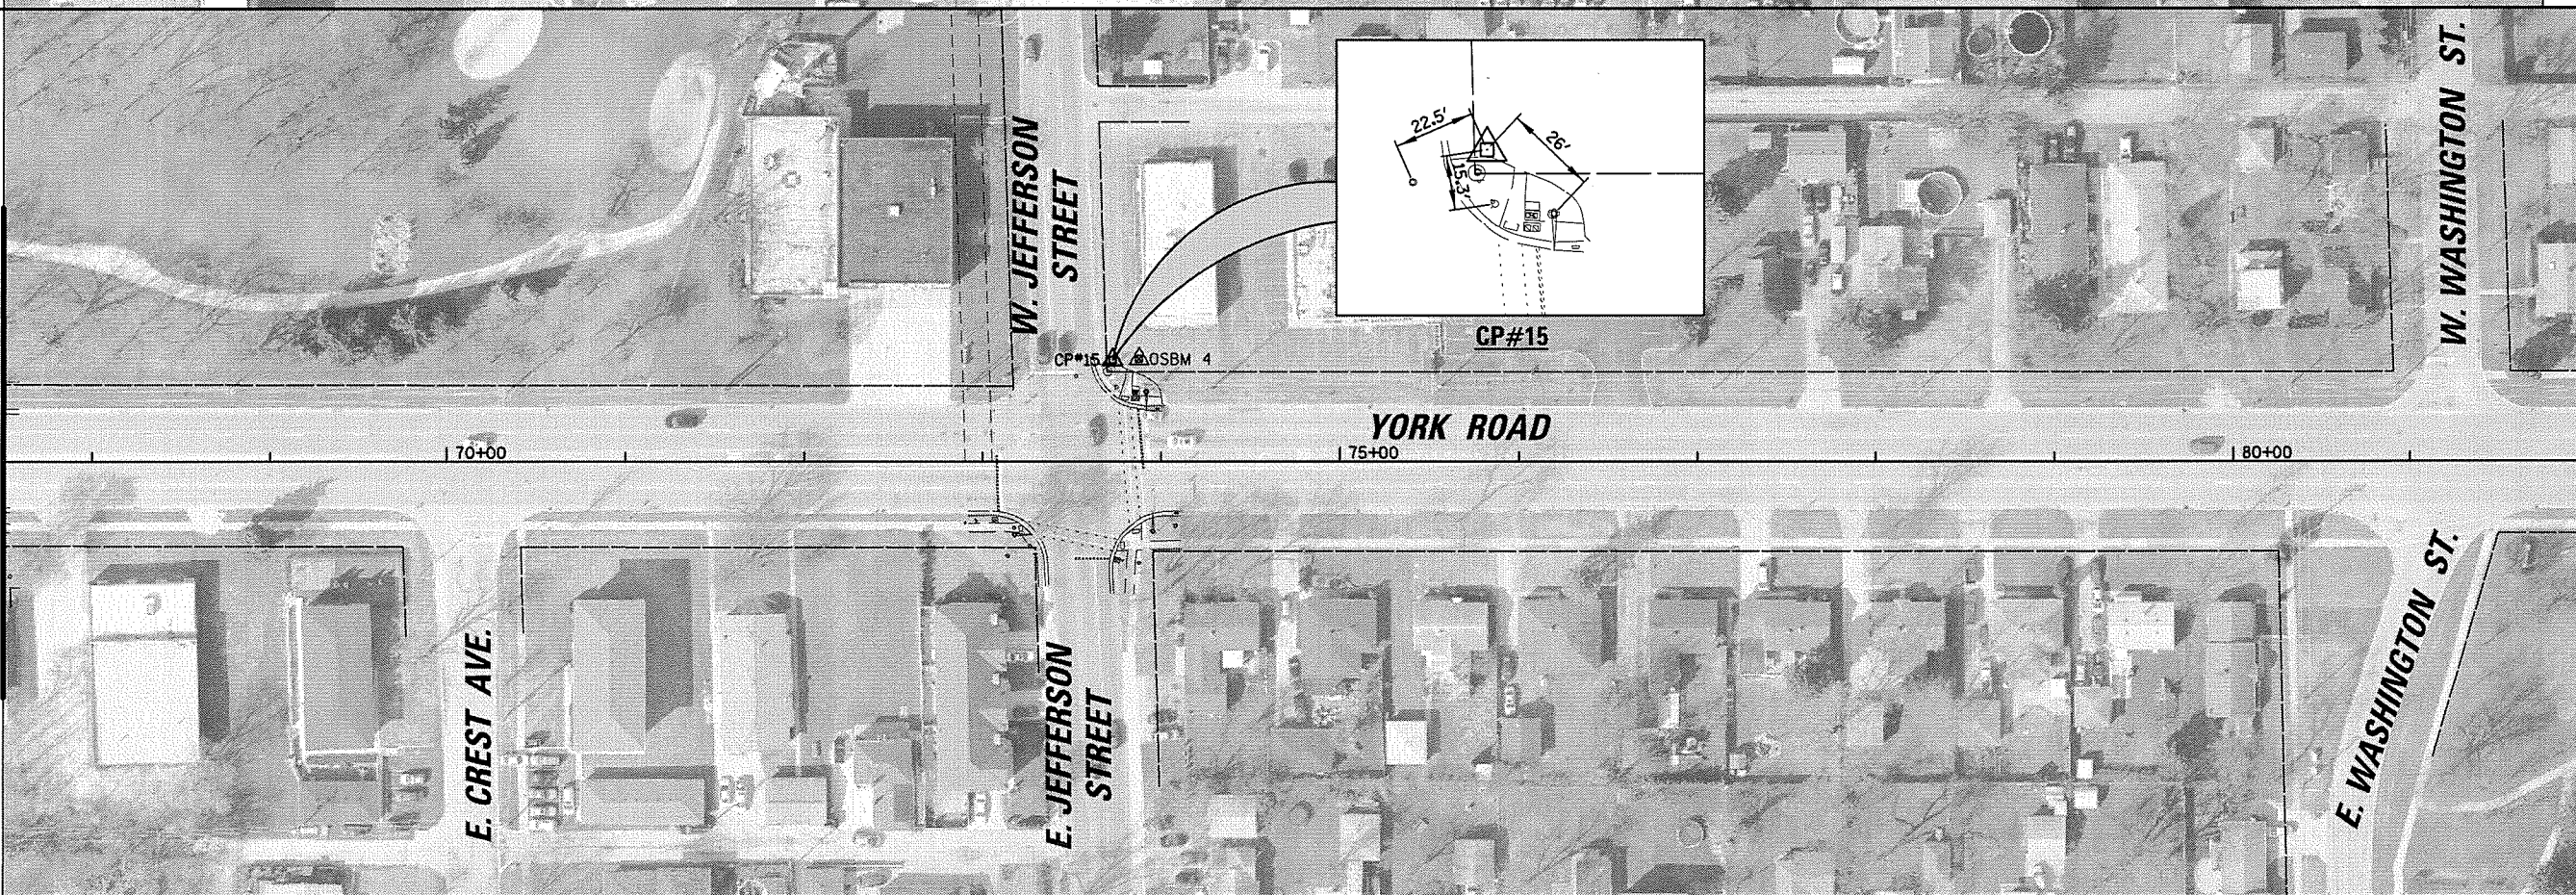 W. JEFFERSON
STREET
W. WASHINGTON ST.
22.5'
26'
15.3'
CP#15
CP#15
OSBM 4
YORK ROAD
70+00
75+00
80+00
E. CREST AVE.
E. JEFFERSON
STREET
E. WASHINGTON ST.